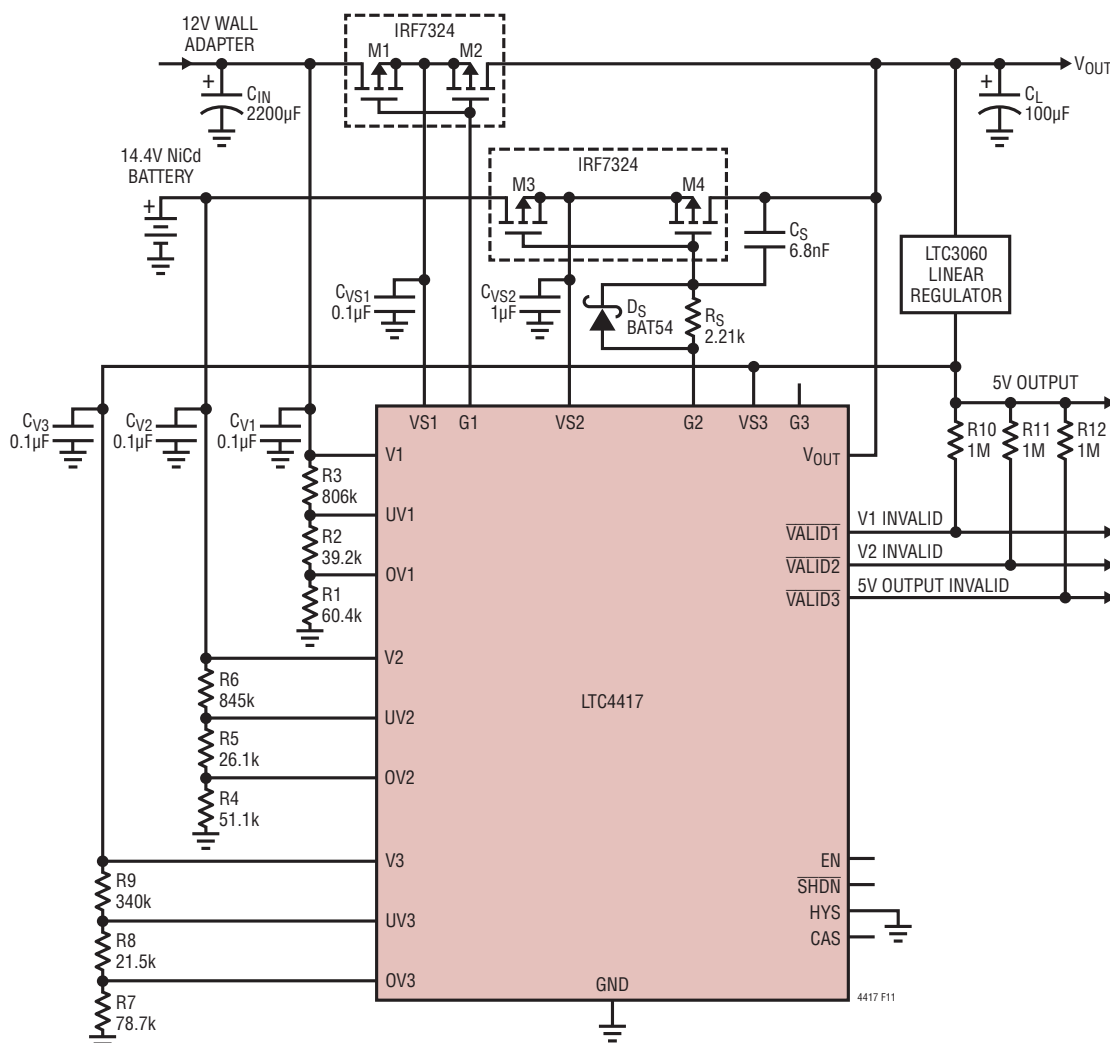 12V WALL
ADAPTER
IRF7324
M1
M2
VOUT
+
CIN
2200µF
+
CL
100µF
14.4V NiCd
BATTERY
+
IRF7324
M3
M4
CS
6.8nF
LTC3060
LINEAR
REGULATOR
CVS1
0.1µF
CVS2
1µF
DS
BAT54
RS
2.21k
5V OUTPUT
CV3
0.1µF
CV2
0.1µF
CV1
0.1µF
VS1
G1
VS2
G2
VS3
G3
R10
1M
R11
1M
R12
1M
V1
VOUT
R3
806k
UV1
R2
39.2k
OV1
R1
60.4k
VALID1
V1 INVALID
VALID2
V2 INVALID
VALID3
5V OUTPUT INVALID
V2
R6
845k
UV2
R5
26.1k
OV2
R4
51.1k
LTC4417
V3
R9
340k
UV3
R8
21.5k
OV3
R7
78.7k
EN
SHDN
HYS
CAS
GND
4417 F11